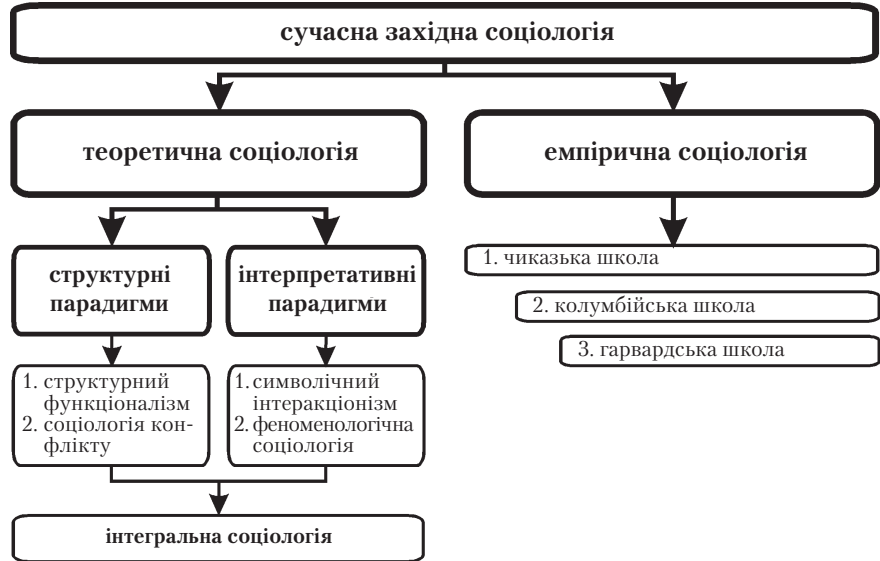 сучасна західна соціологія
теоретична соціологія
емпірична соціологія
структурні
парадигми
інтерпретативні
парадигми
1. чиказька школа
2. колумбійська школа
3. гарвардська школа
1. структурний
функціоналізм
2. соціологія кон-
флікту
1. символічний
інтеракціонізм
2. феноменологічна
соціологія
інтегральна соціологія